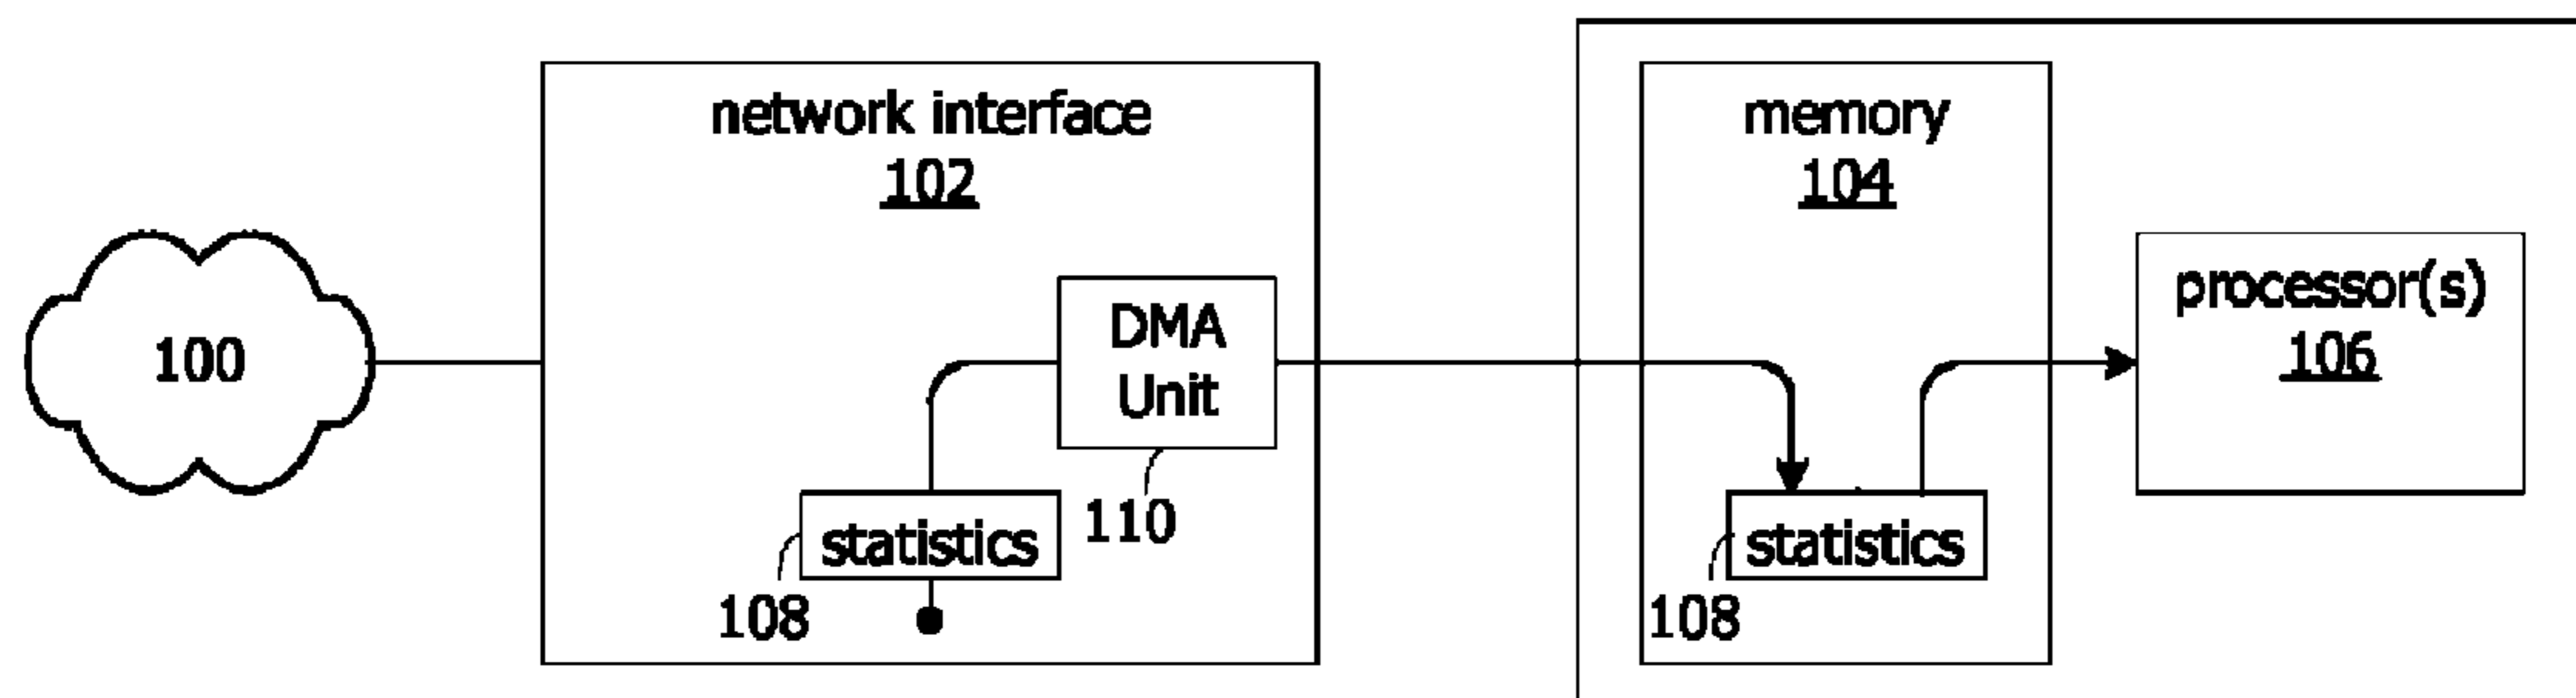 100
network interface
102
DMA
Unit
110
statistics
108
memory
104
statistics
108
processor(s)
106